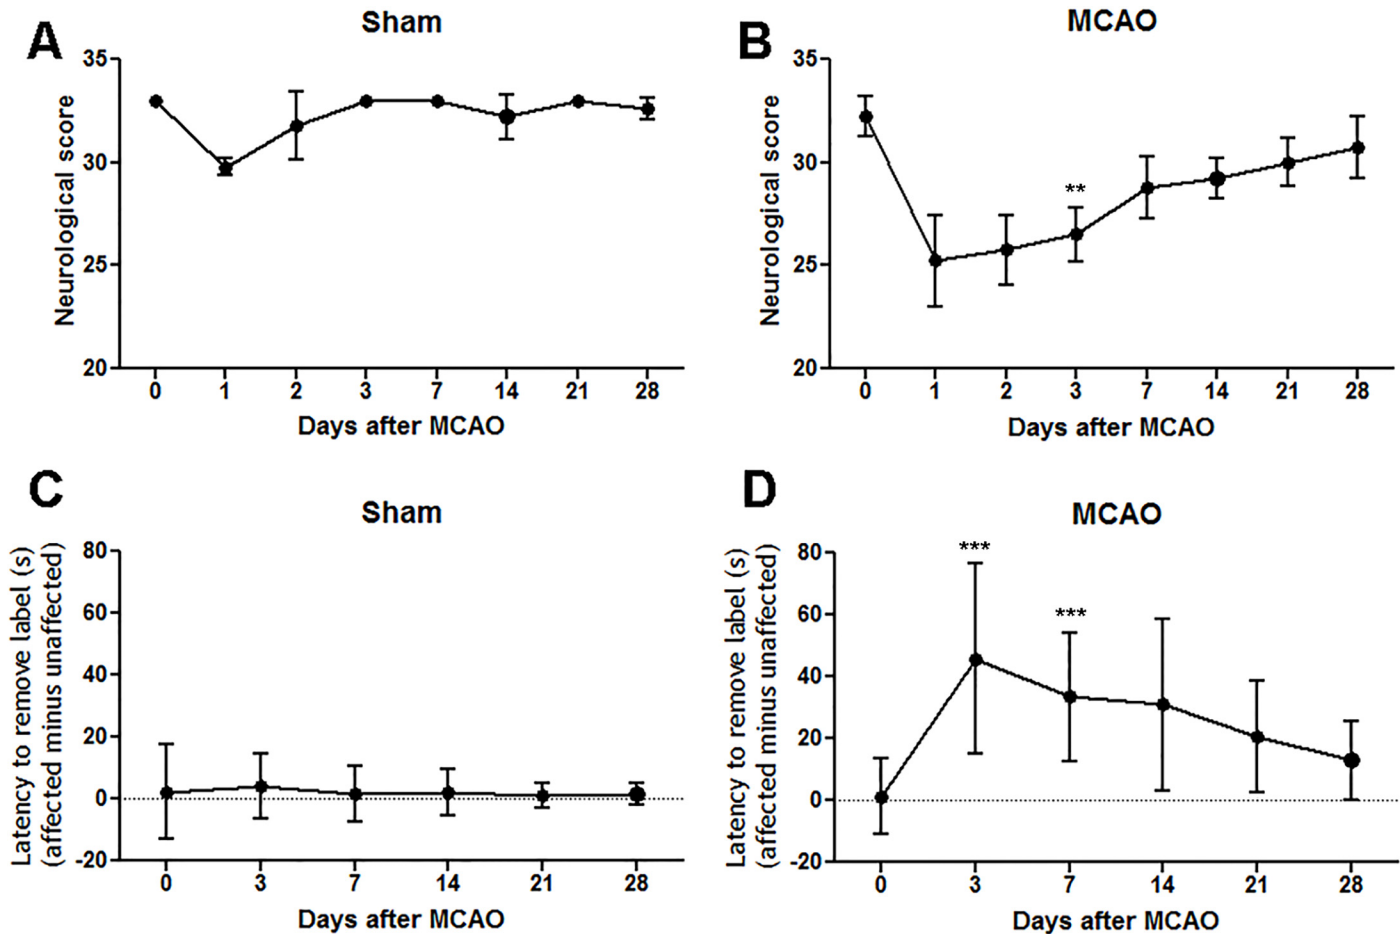 A
Sham
35
30
25
20
Neurological score
0 1 2 3 7 14 21 28
Days after MCAO
B
MCAO
35
30
25
20
Neurological score
**
0 1 2 3 7 14 21 28
Days after MCAO
C
Sham
80
60
40
20
0
-20
Latency to remove label (s)
(affected minus unaffected)
0 3 7 14 21 28
Days after MCAO
D
MCAO
80
60
40
20
0
-20
Latency to remove label (s)
(affected minus unaffected)
***
***
0 3 7 14 21 28
Days after MCAO